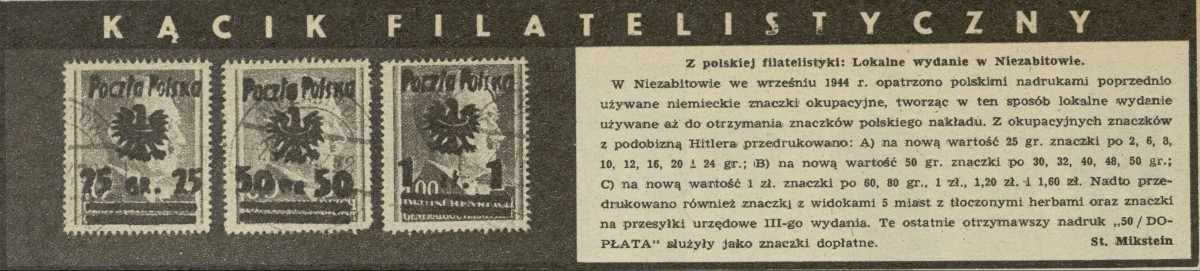 KĄCIK FILATELISTYCZNY
Poczta Polska
25 gr. 25
Poczta Polska
50 50
Poczta Polska
1 zł. 1
Z polskiej filatelistyki: Lokalne wydanie w Niezabitowie.
W Niezabitowie we wrześniu 1944 r. opatrzono polskimi nadrukami poprzednio
używane niemieckie znaczki okupacyjne, tworząc w ten sposób lokalne wydanie
używane aż do otrzymania znaczków polskiego nakładu. Z okupacyjnych znaczków
z podobizną Hitlera przedrukowano: A) na nową wartość 25 gr. znaczki po 2, 6, 8,
10, 12, 16, 20 i 24 gr.; (B) na nową wartość 50 gr. znaczki po 30, 32, 40, 48, 50 gr.;
C) na nową wartość 1 zł. znaczki po 60, 80 gr., 1 zł., 1,20 zł. i 1,60 zł. Nadto prze-
drukowano również znaczki z widokami 5 miast z tłoczonymi herbami oraz znaczki
na przesyłki urzędowe III-go wydania. Te ostatnie otrzymawszy nadruk „50 / DO-
PŁATA" służyły jako znaczki dopłatne. St. Mikstein